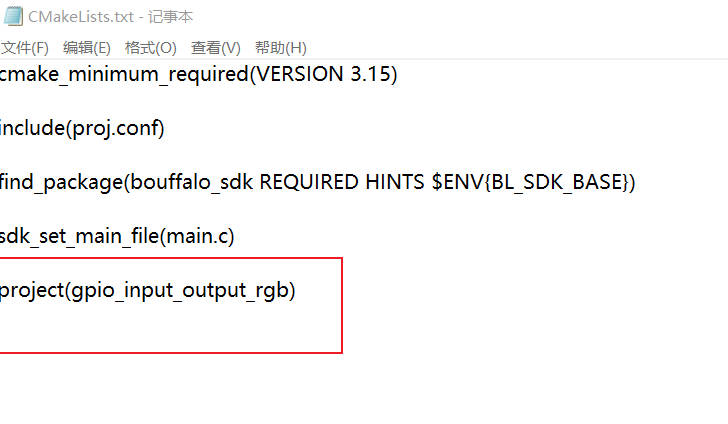 CMakeLists.txt - 记事本
文件(F) 编辑(E) 格式(O) 查看(V) 帮助(H)
cmake_minimum_required(VERSION 3.15)
include(proj.conf)
find_package(bouffalo_sdk REQUIRED HINTS $ENV{BL_SDK_BASE})
sdk_set_main_file(main.c)
project(gpio_input_output_rgb)